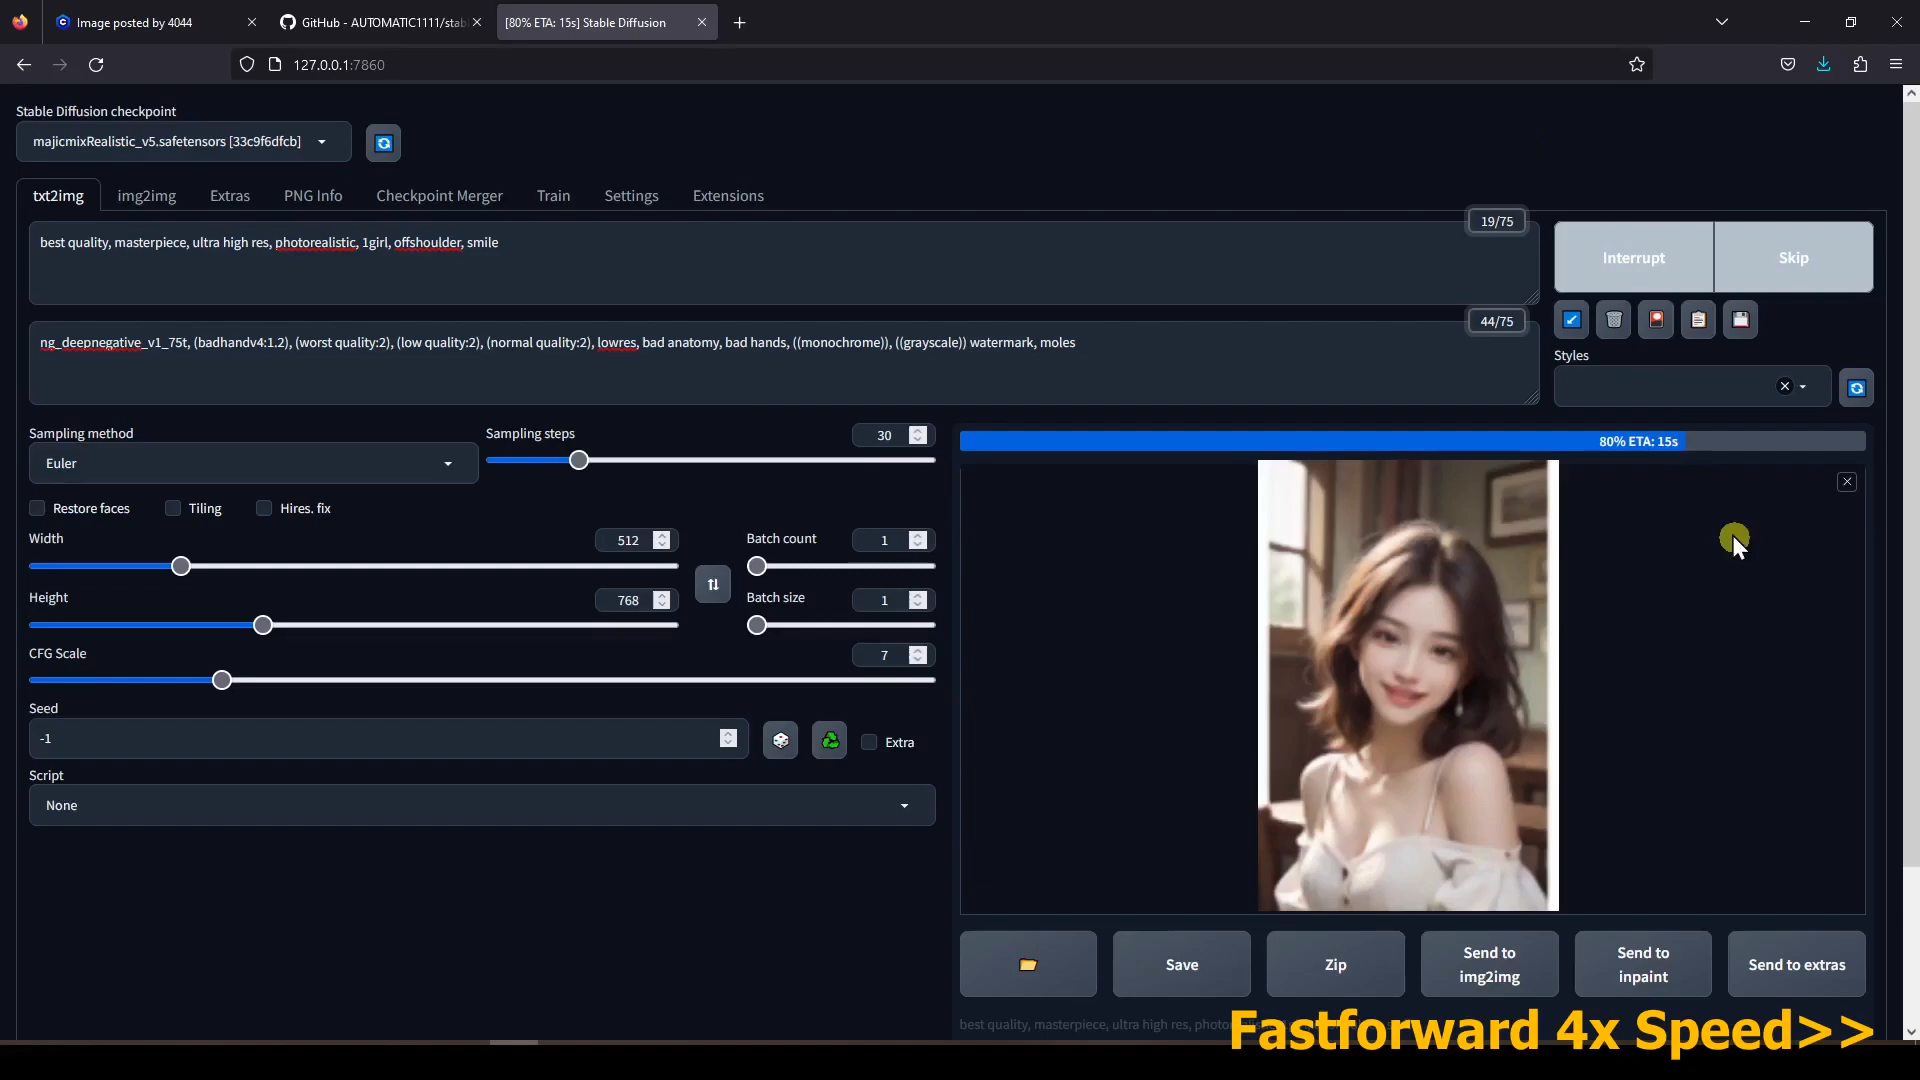 Image posted by 4044
GitHub - AUTOMATIC1111/stab
[80% ETA: 15s] Stable Diffusion
127.0.0.1:7860
Stable Diffusion checkpoint
majicmixRealistic_v5.safetensors [33c9f6dfcb]
txt2img
img2img
Extras
PNG Info
Checkpoint Merger
Train
Settings
Extensions
19/75
best quality, masterpiece, ultra high res, photorealistic, 1girl, offshoulder, smile
Interrupt
Skip
44/75
ng_deepnegative_v1_75t, (badhandv4:1.2), (worst quality:2), (low quality:2), (normal quality:2), lowres, bad anatomy, bad hands, ((monochrome)), ((grayscale)) watermark, moles
Styles
Sampling method
Euler
Sampling steps
30
80% ETA: 15s
Restore faces
Tiling
Hires. fix
Width
512
Batch count
1
Height
768
Batch size
1
CFG Scale
7
Seed
-1
Extra
Script
None
Save
Zip
Send to
img2img
Send to
inpaint
Send to extras
best quality, masterpiece, ultra high res,
Fastforward 4x Speed>>